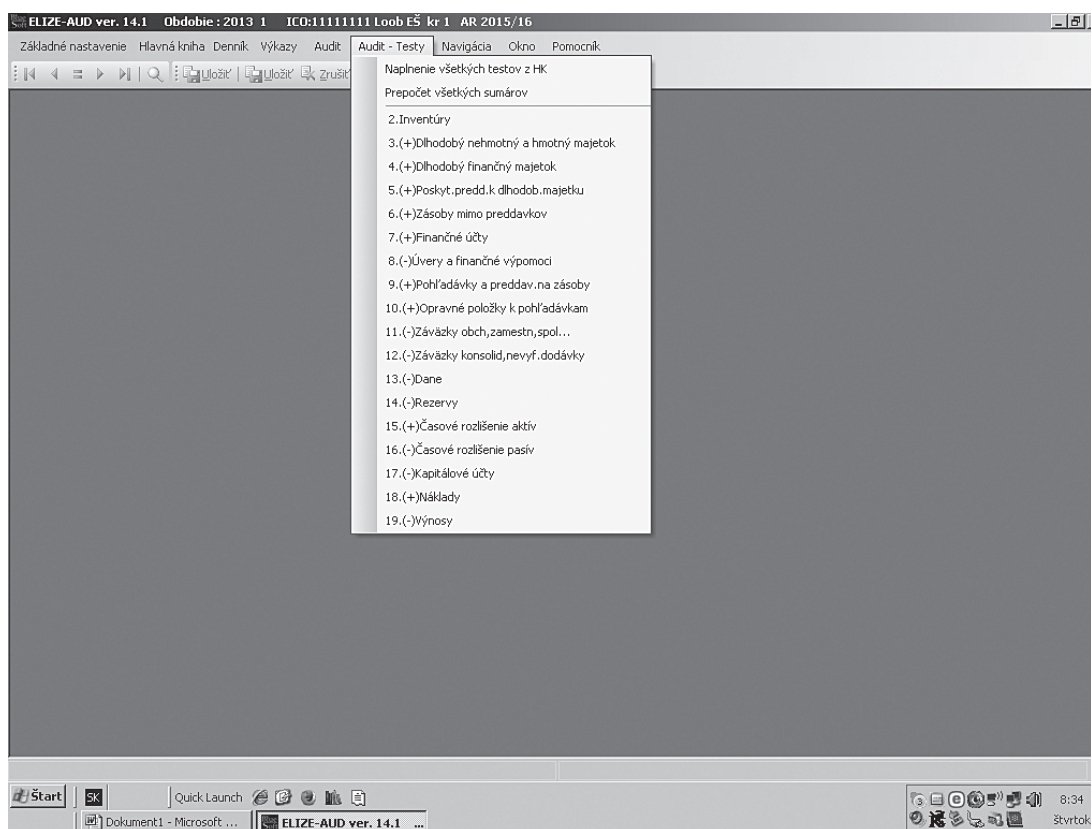 ELIZE-AUD ver. 14.1 Obdobie : 2013 1 ICO:11111111 Loob EŠ kr 1 AR 2015/16
Základné nastavenie Hlavná kniha Denník Výkazy Audit Audit - Testy Navigácia Okno Pomocník
Uložiť Uložiť Zrušiť
Naplnenie všetkých testov z HK
Prepočet všetkých sumárov
2.Inventúry
3.(+)Dlhodobý nehmotný a hmotný majetok
4.(+)Dlhodobý finančný majetok
5.(+)Poskyt.predd.k dlhodob.majetku
6.(+)Zásoby mimo preddavkov
7.(+)Finančné účty
8.(-)Úvery a finančné výpomoci
9.(+)Pohľadávky a preddav.na zásoby
10.(+)Opravné položky k pohľadávkam
11.(-)Záväzky obch,zamestn,spol...
12.(-)Záväzky konsolid,nevyf.dodávky
13.(-)Dane
14.(-)Rezervy
15.(+)Časové rozlišenie aktív
16.(-)Časové rozlišenie pasív
17.(-)Kapitálové účty
18.(+)Náklady
19.(-)Výnosy
Štart SK Quick Launch 8:34
Dokument1 - Microsoft ... ELIZE-AUD ver. 14.1 ... štvrtok